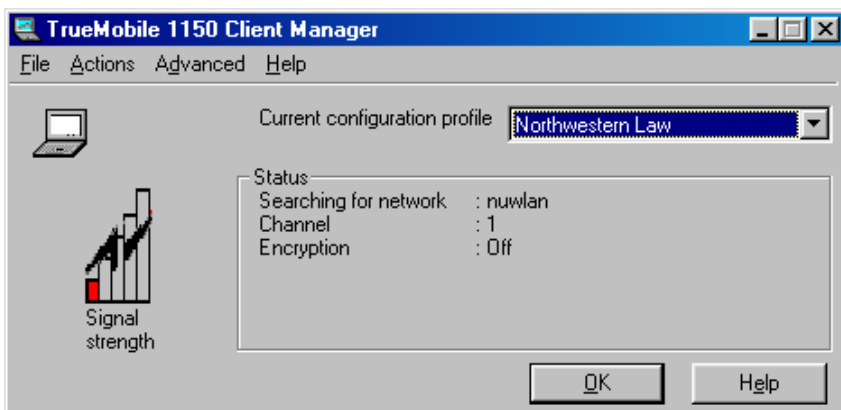 TrueMobile 1150 Client Manager
File Actions Advanced Help
Current configuration profile Northwestern Law
Status
Searching for network : nuwlan
Channel : 1
Encryption : Off
Signal
strength
OK Help